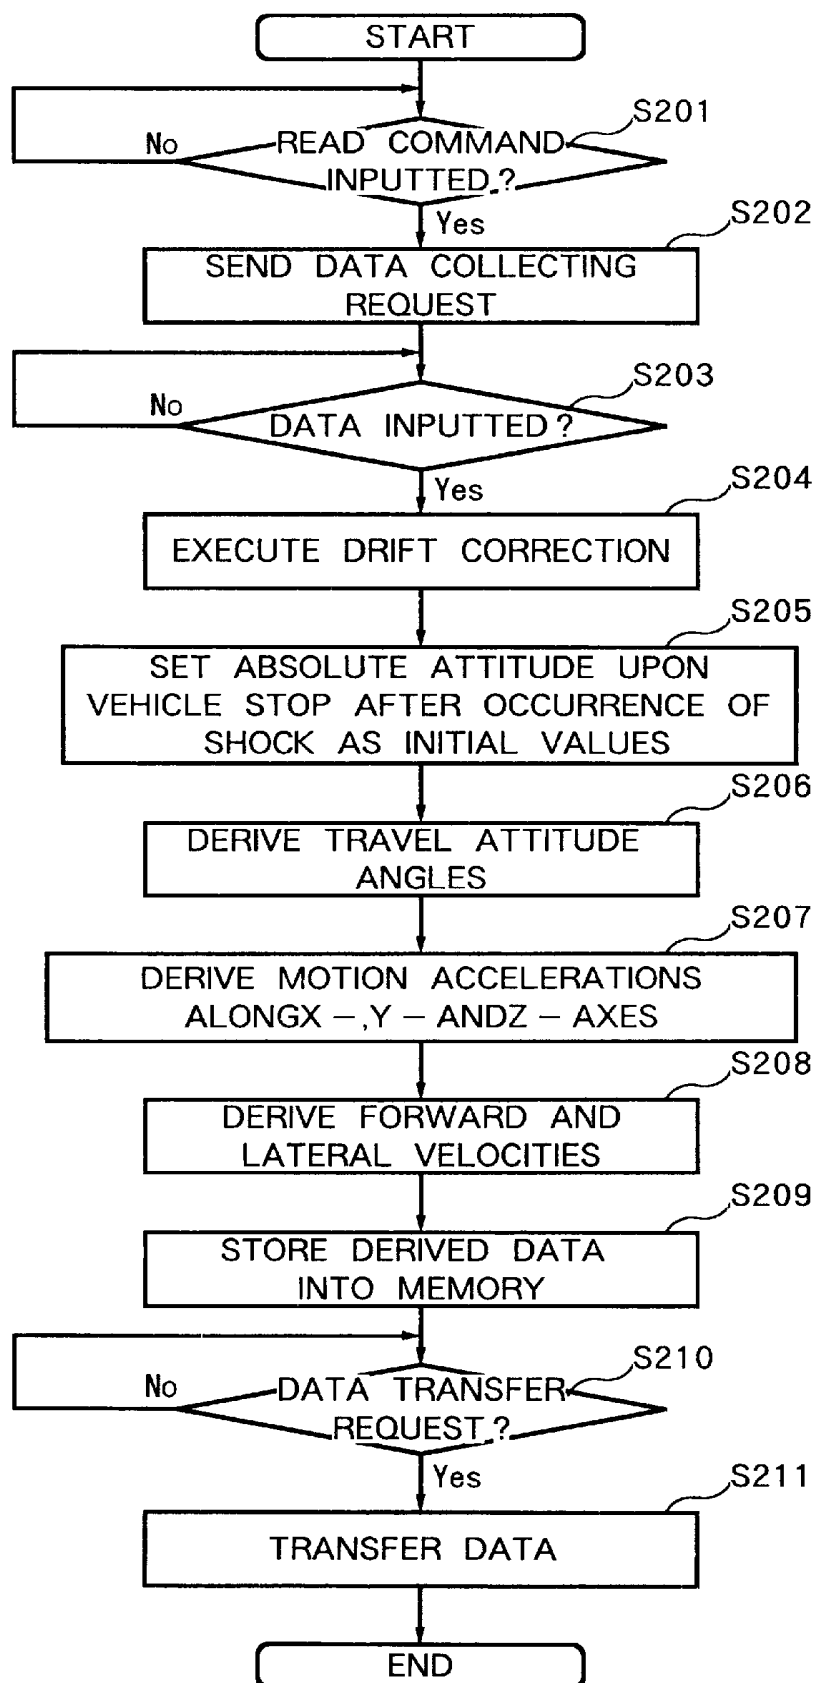 START
S201
READ COMMAND
No
INPUTTED?
Yes
S202
SEND DATA COLLECTING
REQUEST
S203
No
DATA INPUTTED?
Yes
S204
EXECUTE DRIFT CORRECTION
S205
SET ABSOLUTE ATTITUDE UPON
VEHICLE STOP AFTER OCCURRENCE OF
SHOCK AS INITIAL VALUES
S206
DERIVE TRAVEL ATTITUDE
ANGLES
S207
DERIVE MOTION ACCELERATIONS
ALONGX-,Y-ANDZ-AXES
S208
DERIVE FORWARD AND
LATERAL VELOCITIES
S209
STORE DERIVED DATA
INTO MEMORY
S210
No
DATA TRANSFER
REQUEST?
Yes
S211
TRANSFER DATA
END